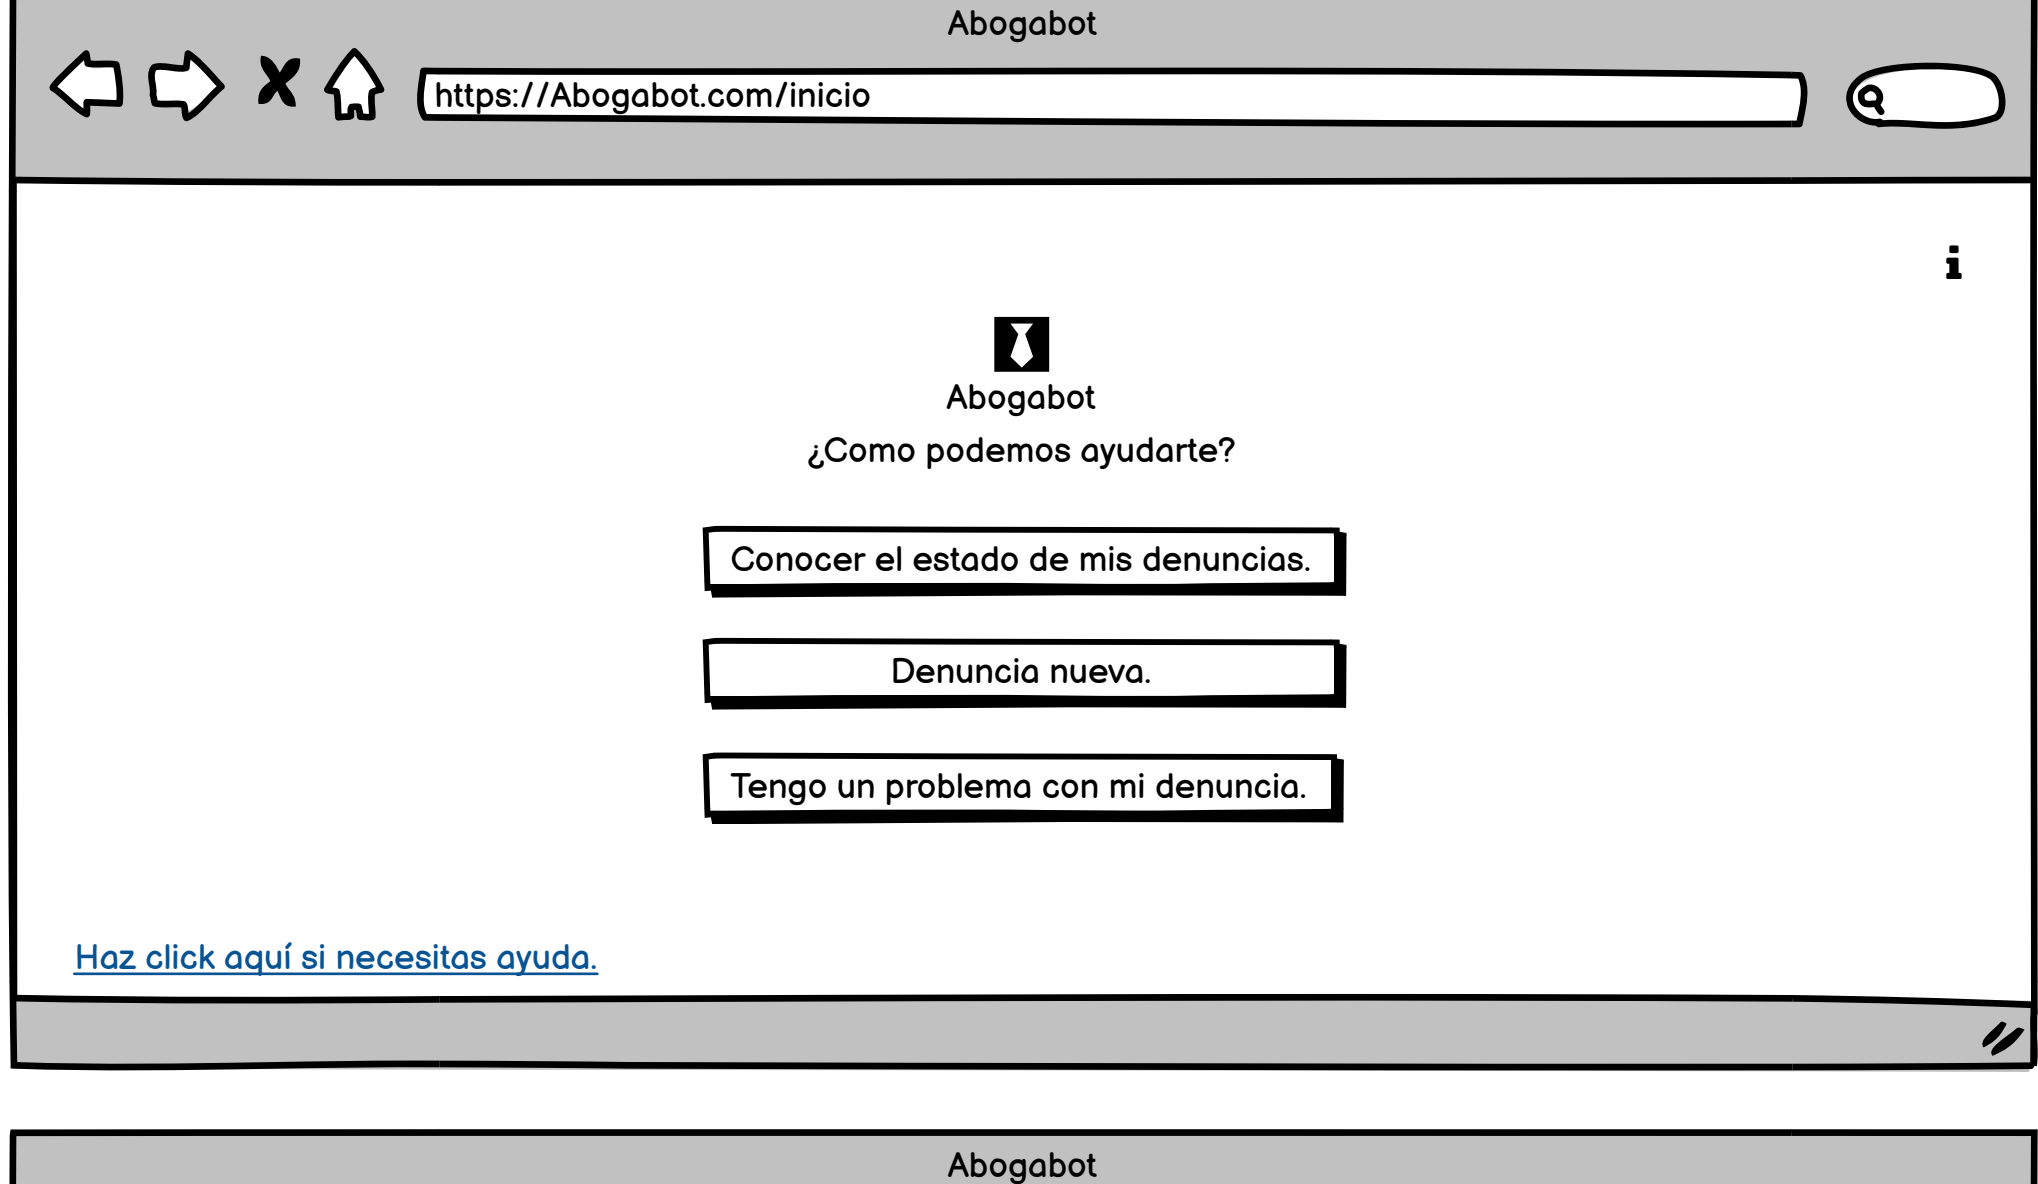 Abogabot
https://Abogabot.com/inicio
i
Abogabot
¿Como podemos ayudarte?
Conocer el estado de mis denuncias.
Denuncia nueva.
Tengo un problema con mi denuncia.
Haz click aquí si necesitas ayuda.
Abogabot